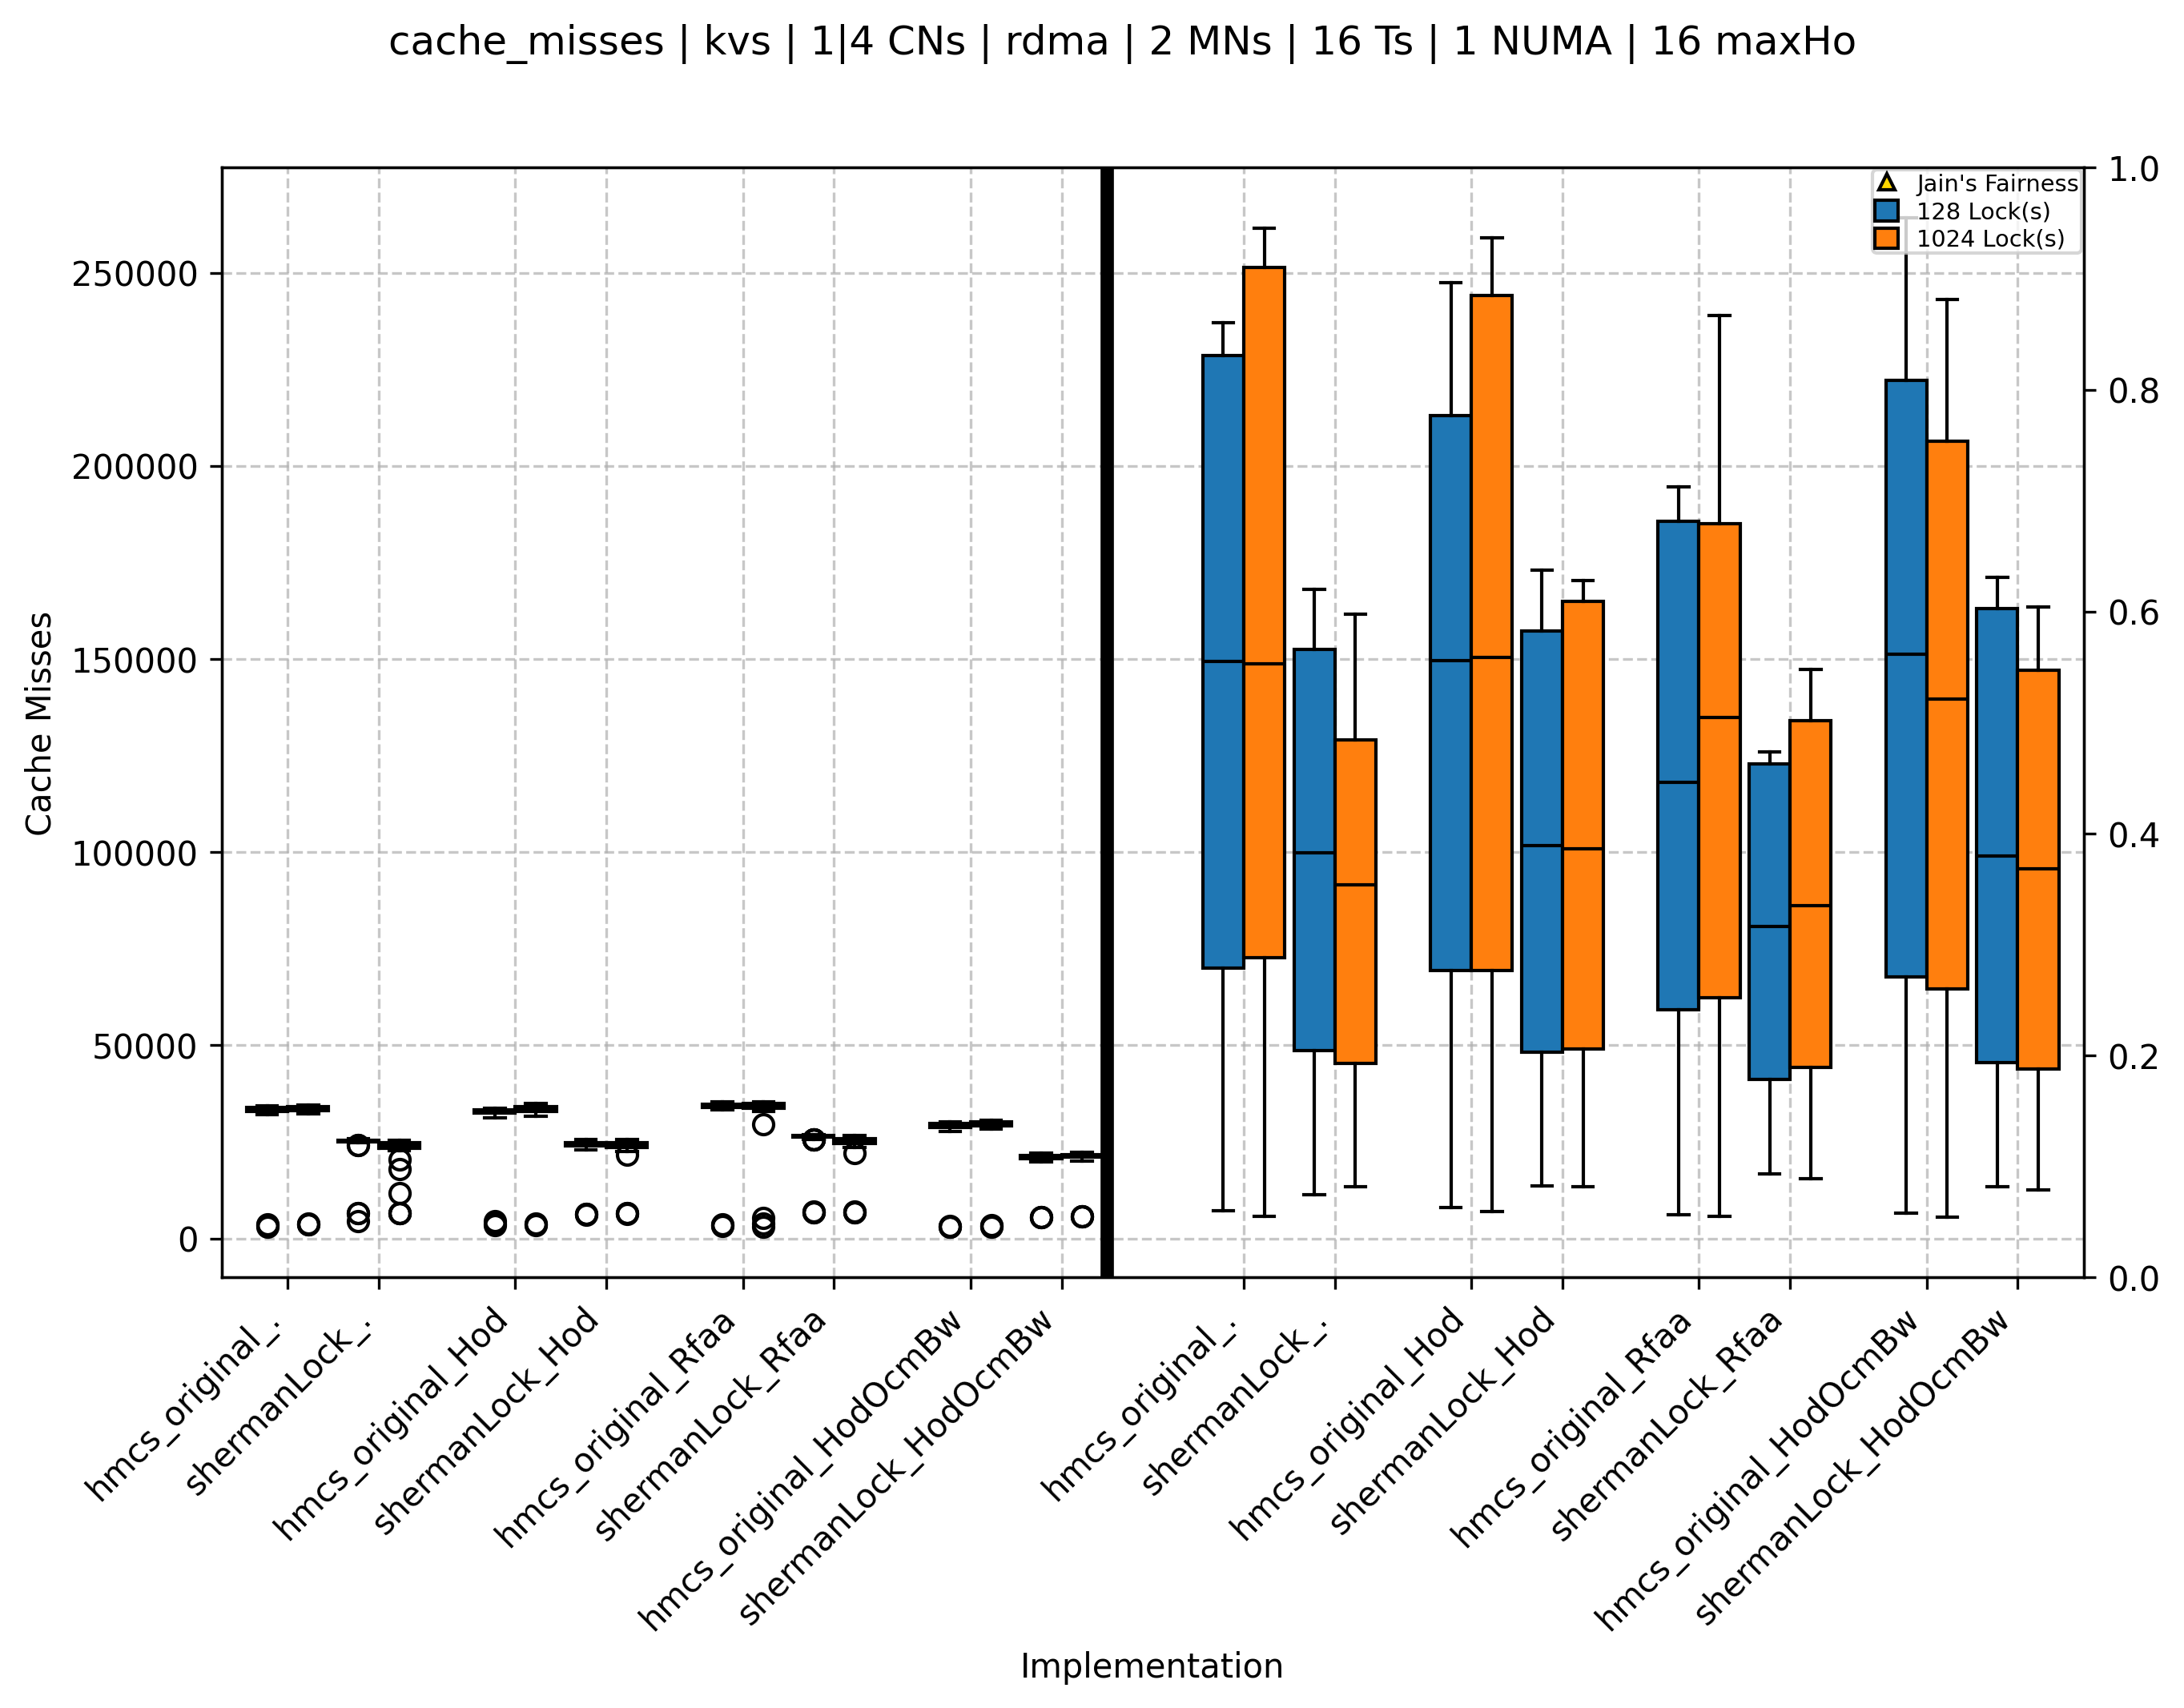 cache_misses | kvs | 1|4 CNs | rdma | 2 MNs | 16 Ts | 1 NUMA | 16 maxHo
Jain's Fairness
128 Lock(s)
1024 Lock(s)
Cache Misses
250000
200000
150000
100000
50000
0
1.0
0.8
0.6
0.4
0.2
0.0
hmcs_original_.
shermanLock_.
hmcs_original_Hod
shermanLock_Hod
hmcs_original_Rfaa
shermanLock_Rfaa
hmcs_original_HodOcmBw
shermanLock_HodOcmBw
hmcs_original_.
shermanLock_.
hmcs_original_Hod
shermanLock_Hod
hmcs_original_Rfaa
shermanLock_Rfaa
hmcs_original_HodOcmBw
shermanLock_HodOcmBw
Implementation